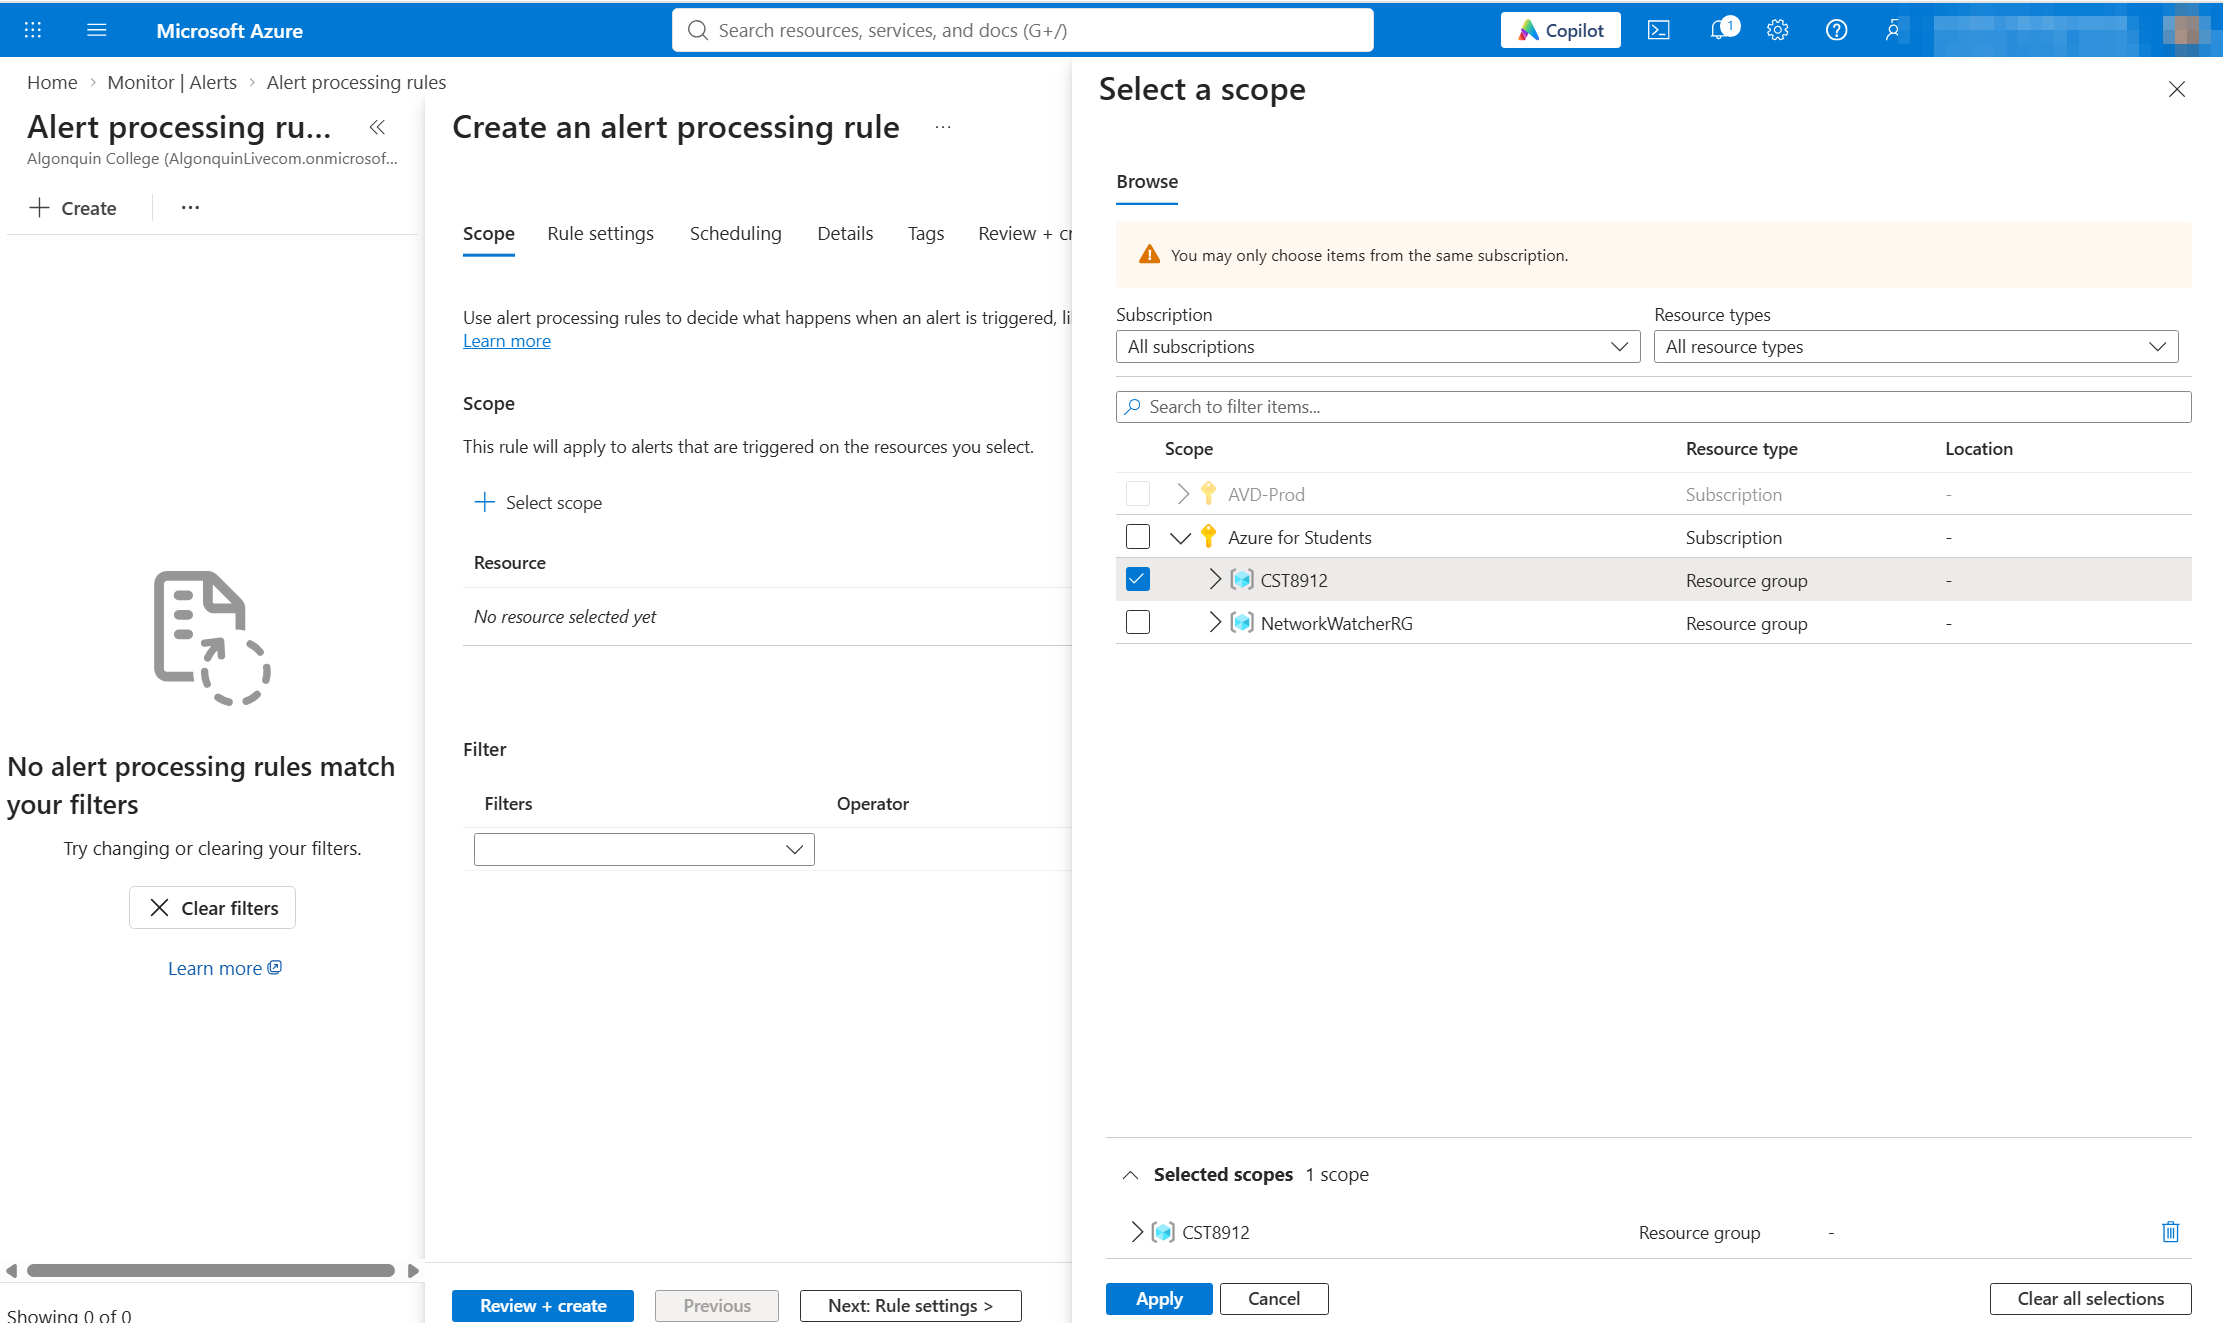 Microsoft Azure
Search resources, services, and docs (G+/)
Copilot
1
Home > Monitor | Alerts > Alert processing rules
Alert processing ru...
Algonquin College (AlgonquinLivecom.onmicrosof...
Create
...
No alert processing rules match
your filters
Try changing or clearing your filters.
Clear filters
Learn more
Showing 0 of 0
Create an alert processing rule ...
Scope Rule settings Scheduling Details Tags Review + cr
Use alert processing rules to decide what happens when an alert is triggered, li
Learn more
Scope
This rule will apply to alerts that are triggered on the resources you select.
Select scope
Resource
No resource selected yet
Filter
Filters Operator
Review + create Previous Next: Rule settings >
Select a scope
Browse
You may only choose items from the same subscription.
Subscription Resource types
All subscriptions All resource types
Search to filter items...
Scope Resource type Location
AVD-Prod Subscription -
Azure for Students Subscription -
CST8912 Resource group -
NetworkWatcherRG Resource group -
Selected scopes 1 scope
CST8912 Resource group -
Apply Cancel Clear all selections